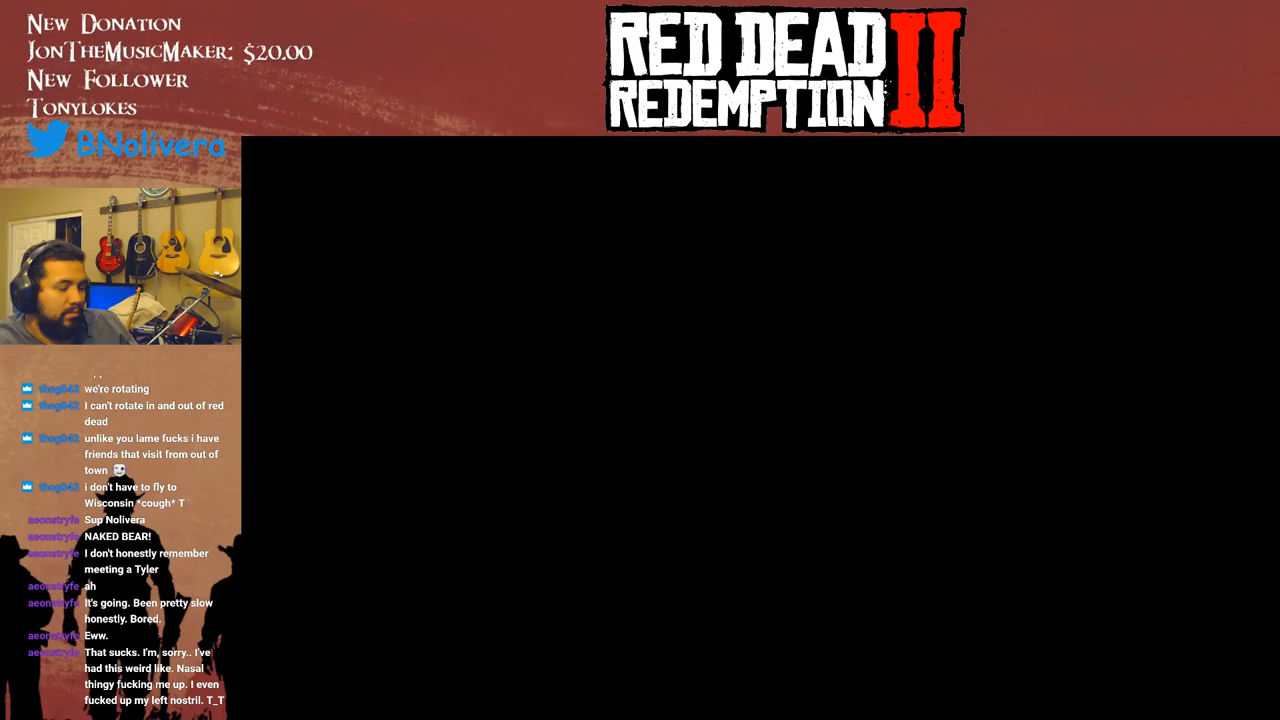 New Donation
JonTheMusicMaker: $20.00
New Follower
Tonylokes
BNolivera
RED DEAD
REDEMPTION II
thog842 we're rotating
thog842 I can't rotate in and out of red
dead
thog842 unlike you lame fucks i have
friends that visit from out of
town
thog842 i don't have to fly to
Wisconsin *cough* T
aeonstryfe Sup Nolivera
aeonstryfe NAKED BEAR!
aeonstryfe I don't honestly remember
meeting a Tyler
aeonstryfe ah
aeonstryfe It's going. Been pretty slow
honestly. Bored.
aeonstryfe Eww.
aeonstryfe That sucks. I'm, sorry.. I've
had this weird like. Nasal
thingy fucking me up. I even
fucked up my left nostril. T_T